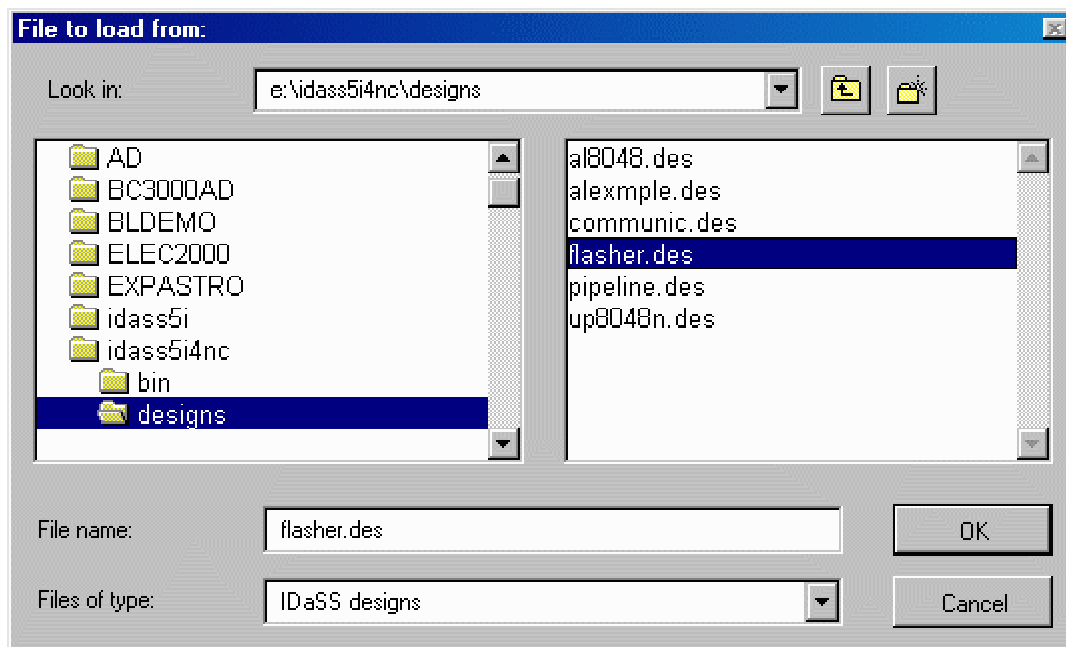 File to load from:
Look in:
e:\idass5i4nc\designs
AD
BC3000AD
BLDEMO
ELEC2000
EXPASTRO
idass5i
idass5i4nc
bin
designs
al8048.des
alexmple.des
communic.des
flasher.des
pipeline.des
up8048n.des
File name:
flasher.des
OK
Files of type:
IDaSS designs
Cancel